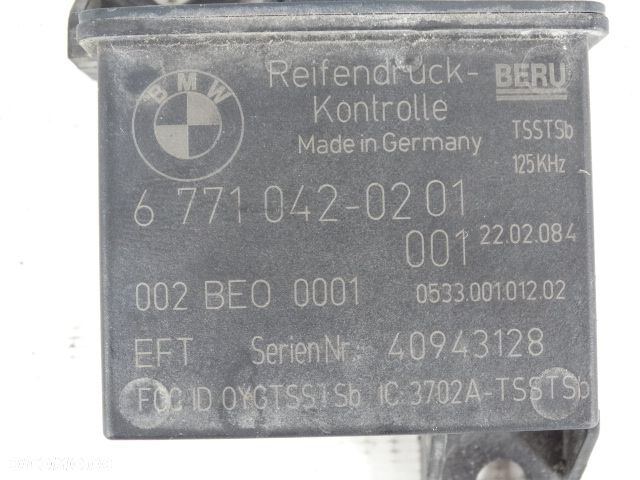 BMW
Reifendruck-
Kontrolle
Made in Germany
BERU
TSSTSb
125KHz
6 771 042-02 01
001 22.02.084
002 BEO 0001 0533.001.012.02
EFT Serien Nr.: 40943128
FCC ID OYGTSSTSb IC 3702A-TSSTSb